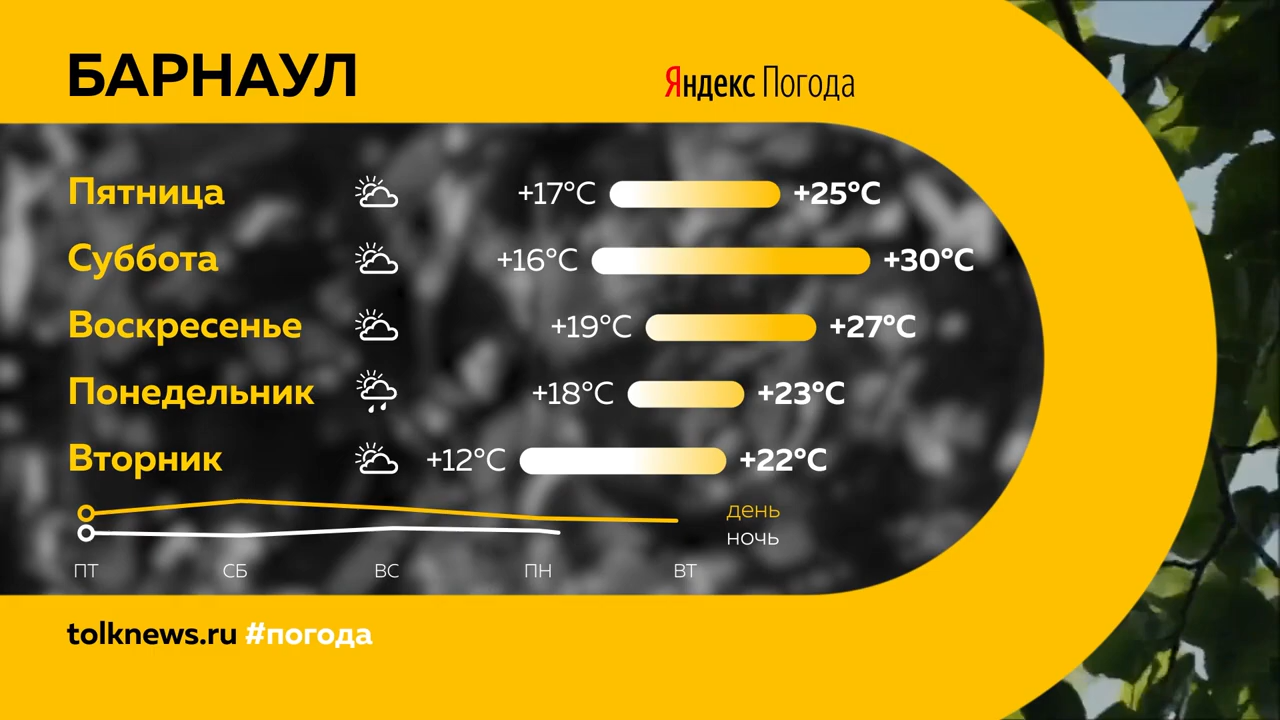 БАРНАУЛ
Яндекс Погода
Пятница +17°C +25°C
Суббота +16°C +30°C
Воскресенье +19°C +27°C
Понедельник +18°C +23°C
Вторник +12°C +22°C
день
ночь
ПТ СБ ВС ПН ВТ
tolknews.ru #погода